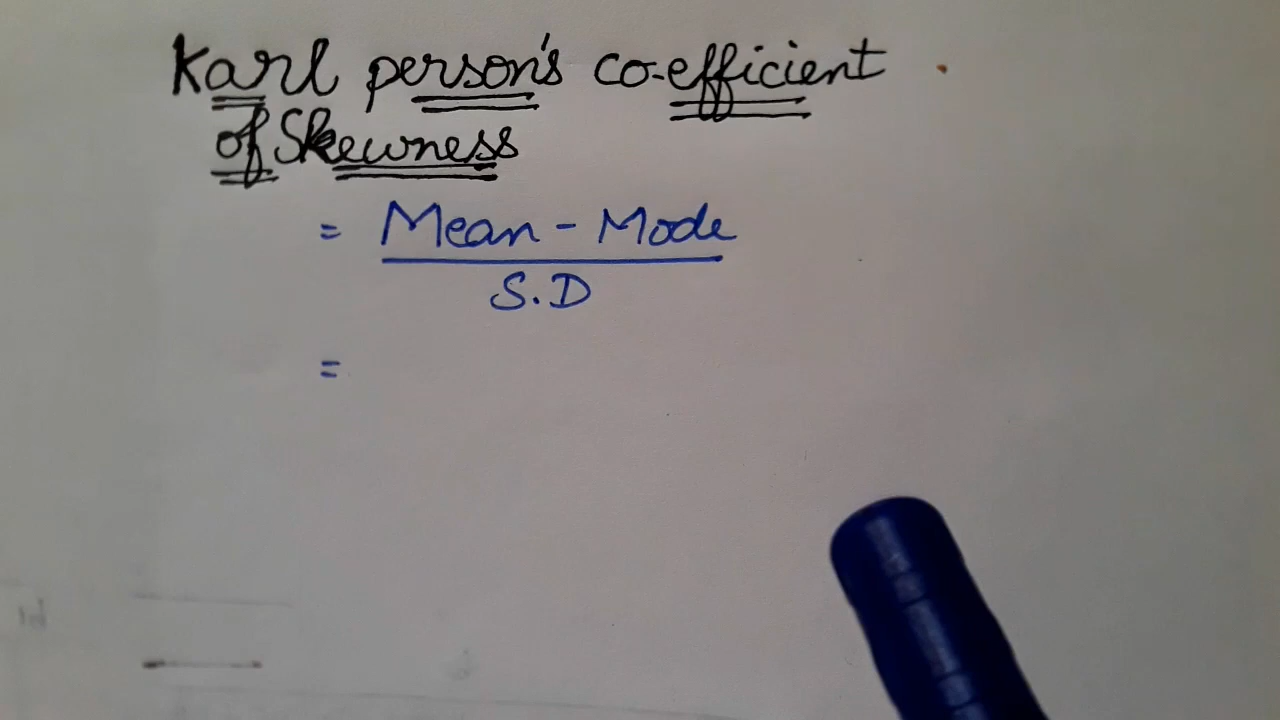 Karl person's co-efficient
of Skewness
= Mean - Mode
S.D
=